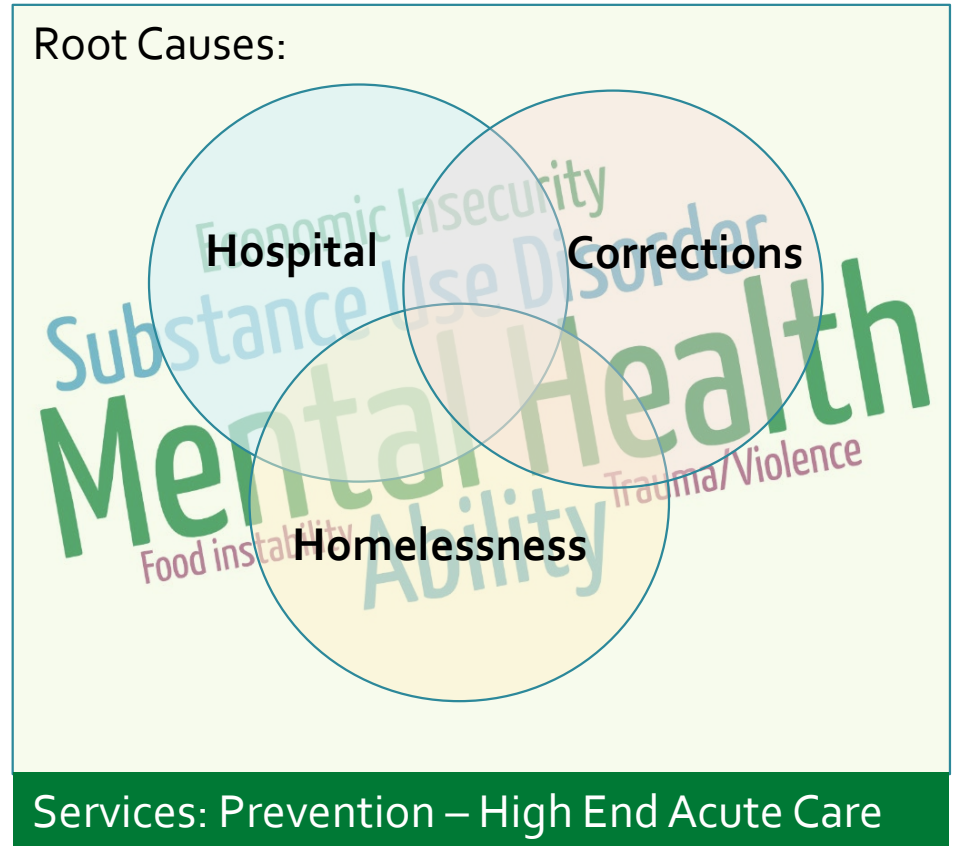 Root Causes:
Economic Insecurity
Hospital
Corrections
Substance Use Disorder
Mental Health
Trauma/Violence
Food instability
Homelessness
Ability
Services: Prevention – High End Acute Care